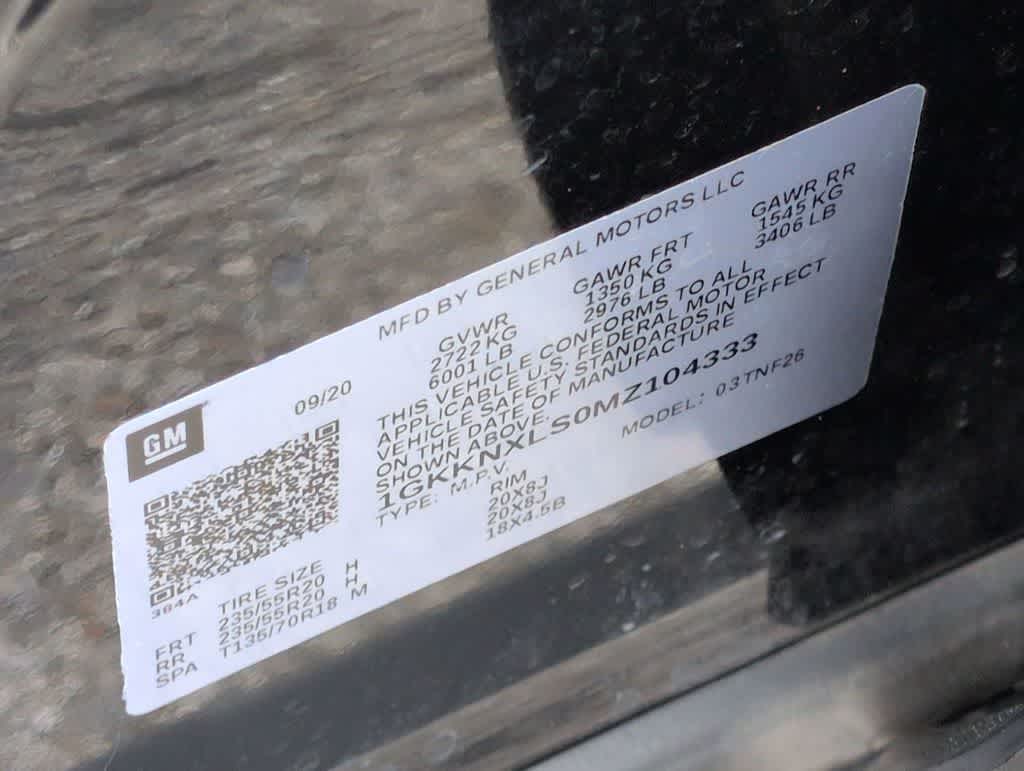 MFD BY GENERAL MOTORS LLC
GM
09/20
GVWR GAWR FRT GAWR RR
2722 KG 1350 KG 1545 KG
6001 LB 2976 LB 3406 LB
THIS VEHICLE CONFORMS TO ALL
APPLICABLE U.S. FEDERAL MOTOR
VEHICLE SAFETY STANDARDS IN EFFECT
ON THE DATE OF MANUFACTURE
SHOWN ABOVE.
1GKKNXLS0MZ104333
TYPE: M.P.V. MODEL: 03TNF26
384A
TIRE SIZE RIM
FRT 235/55R20 H 20X8J
RR 235/55R20 H 20X8J
SPA T135/70R18 M 18X4.5B